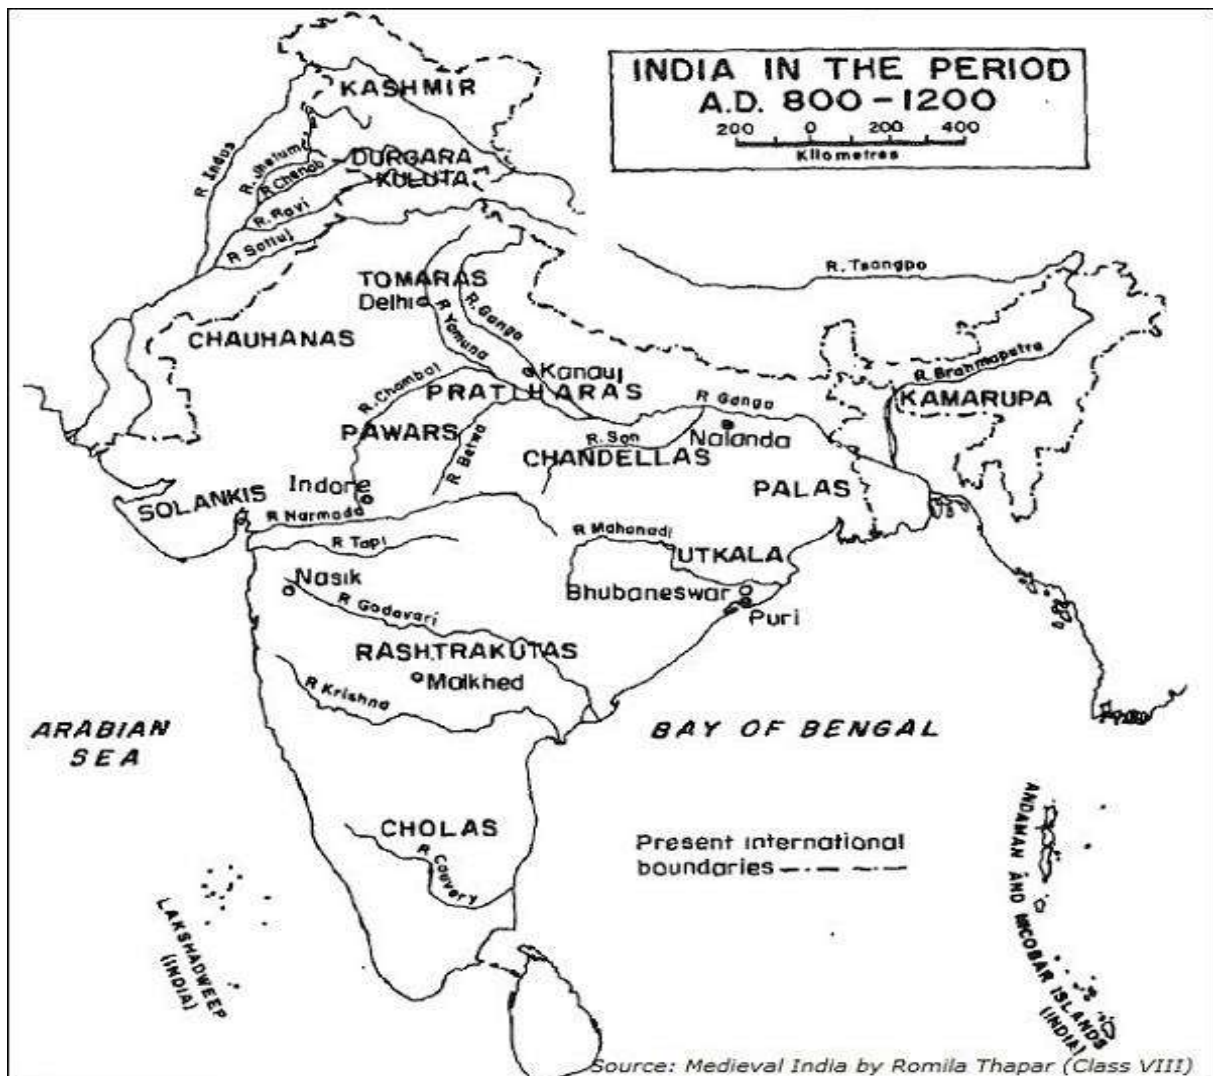 INDIA IN THE PERIOD
A.D. 800-1200
200 0 200 400
Kilometres
KASHMIR
R Indus
R. Jhelum
R Chenab
DURGARA
KULUTA
R. Ravi
R Sutluj
R. Tsangpo
TOMARAS
Delhi
R. Ganga
R Yamuna
CHAUHANAS
Kanauj
R. Brahmaputra
R. Chambal
PRATIHARAS
R Ganga
KAMARUPA
PAWARS
R Betwa
R. Son
Nalanda
CHANDELLAS
SOLANKIS
Indore
PALAS
R Narmada
R Tapi
R Mahanadi
UTKALA
Nasik
Bhubaneswar
R Godavari
Puri
RASHTRAKUTAS
Malkhed
R Krishna
ARABIAN
SEA
BAY OF BENGAL
CHOLAS
R Cauvery
Present international
boundaries
LAKSHADWEEP
(INDIA)
ANDAMAN AND NICOBAR ISLANDS
(INDIA)
Source: Medieval India by Romila Thapar (Class VIII)